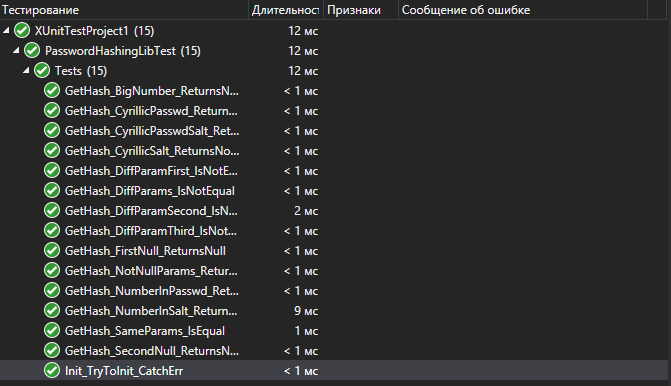 Тестирование Длительност Признаки Сообщение об ошибке
XUnitTestProject1 (15) 12 мс
PasswordHashingLibTest (15) 12 мс
Tests (15) 12 мс
GetHash_BigNumber_ReturnsN... < 1 мс
GetHash_CyrillicPasswd_Return... < 1 мс
GetHash_CyrillicPasswdSalt_Ret... < 1 мс
GetHash_CyrillicSalt_ReturnsNo... < 1 мс
GetHash_DiffParamFirst_IsNotE... < 1 мс
GetHash_DiffParams_IsNotEqual < 1 мс
GetHash_DiffParamSecond_IsN... 2 мс
GetHash_DiffParamThird_IsNot... < 1 мс
GetHash_FirstNull_ReturnsNull < 1 мс
GetHash_NotNullParams_Retur... < 1 мс
GetHash_NumberInPasswd_Ret... < 1 мс
GetHash_NumberInSalt_Return... 9 мс
GetHash_SameParams_IsEqual 1 мс
GetHash_SecondNull_ReturnsN... < 1 мс
Init_TryToInit_CatchErr < 1 мс